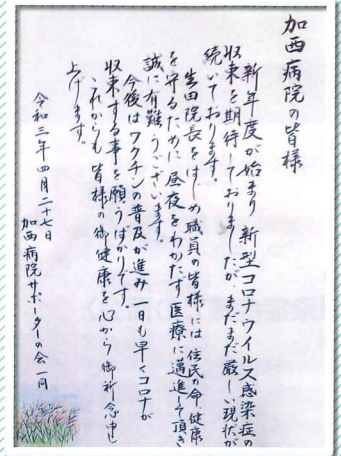 加西病院の皆様
新年度が始まり 新型コロナウイルス感染症の
収束を期待しておりましたが、まだまだ厳しい現状が
続いております。
生田院長をはじめ職員の皆様には 住民の命、健康
を守るために 昼夜をわかたず医療に邁進して頂き
誠に有難うございます。
今後はワクチンの普及が進み 一日も早くコロナが
収束する事を願うばかりです。
これからも 皆様の御健康を心から御祈念申し
上げます。
令和三年四月二十七日
加西病院サポーターの会一同